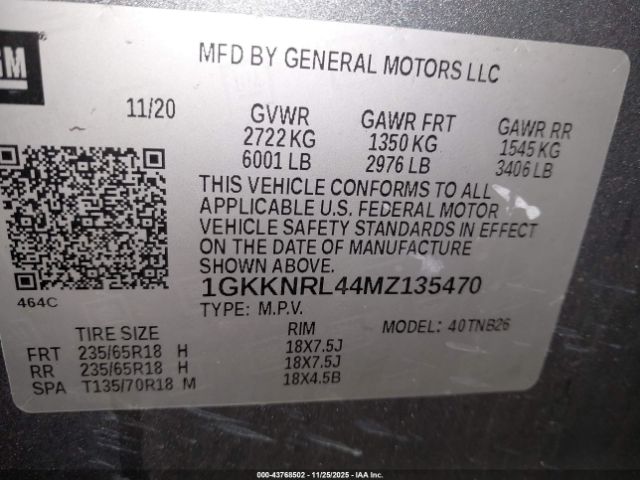 GM
MFD BY GENERAL MOTORS LLC
11/20
GVWR
2722 KG
6001 LB
GAWR FRT
1350 KG
2976 LB
GAWR RR
1545 KG
3406 LB
THIS VEHICLE CONFORMS TO ALL
APPLICABLE U.S. FEDERAL MOTOR
VEHICLE SAFETY STANDARDS IN EFFECT
ON THE DATE OF MANUFACTURE
SHOWN ABOVE.
1GKKNRL44MZ135470
464C
TYPE: M.P.V.
MODEL: 40TNB26
TIRE SIZE RIM
FRT 235/65R18 H 18X7.5J
RR 235/65R18 H 18X7.5J
SPA T135/70R18 M 18X4.5B
000-43768502 - 11/25/2025 - IAA Inc.